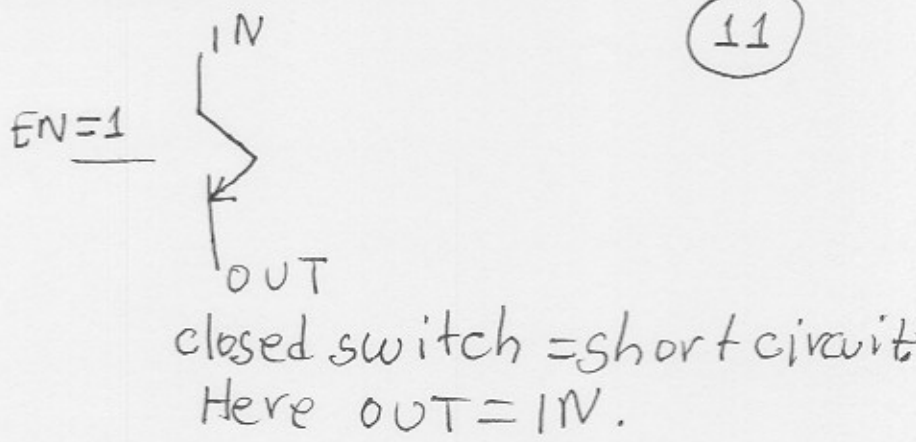 IN
11
EN=1
OUT
closed switch = short circuit.
Here OUT = IN.